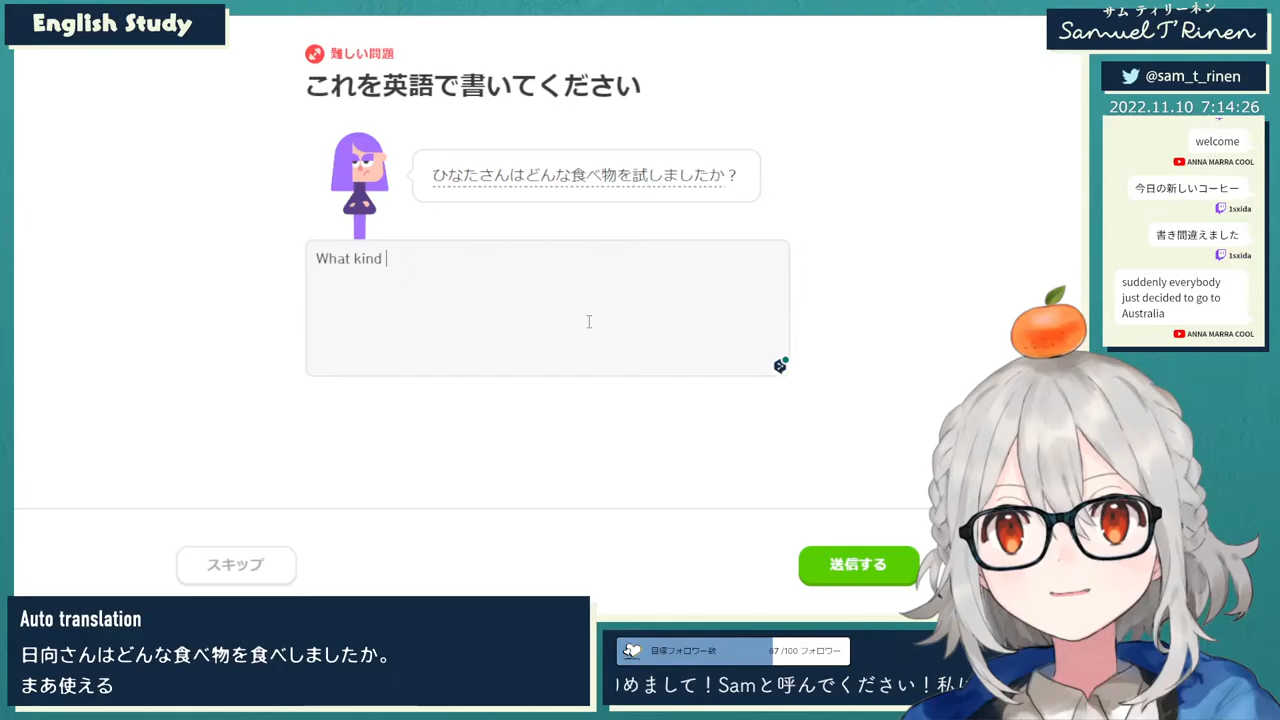 English Study
サム ティリーネン
Samuel T'Rinen
@sam_t_rinen
2022.11.10 7:14:26
難しい問題
これを英語で書いてください
ひなたさんはどんな食べ物を試しましたか？
What kind
welcome
ANNA MARRA COOL
今日の新しいコーヒー
1sxida
書き間違えました
1sxida
suddenly everybody
just decided to go to
Australia
ANNA MARRA COOL
スキップ
送信する
Auto translation
日向さんはどんな食べ物を食べしましたか。
まあ使える
目標フォロワー数
67 /100 フォロワー
めまして！Samと呼んでください！私